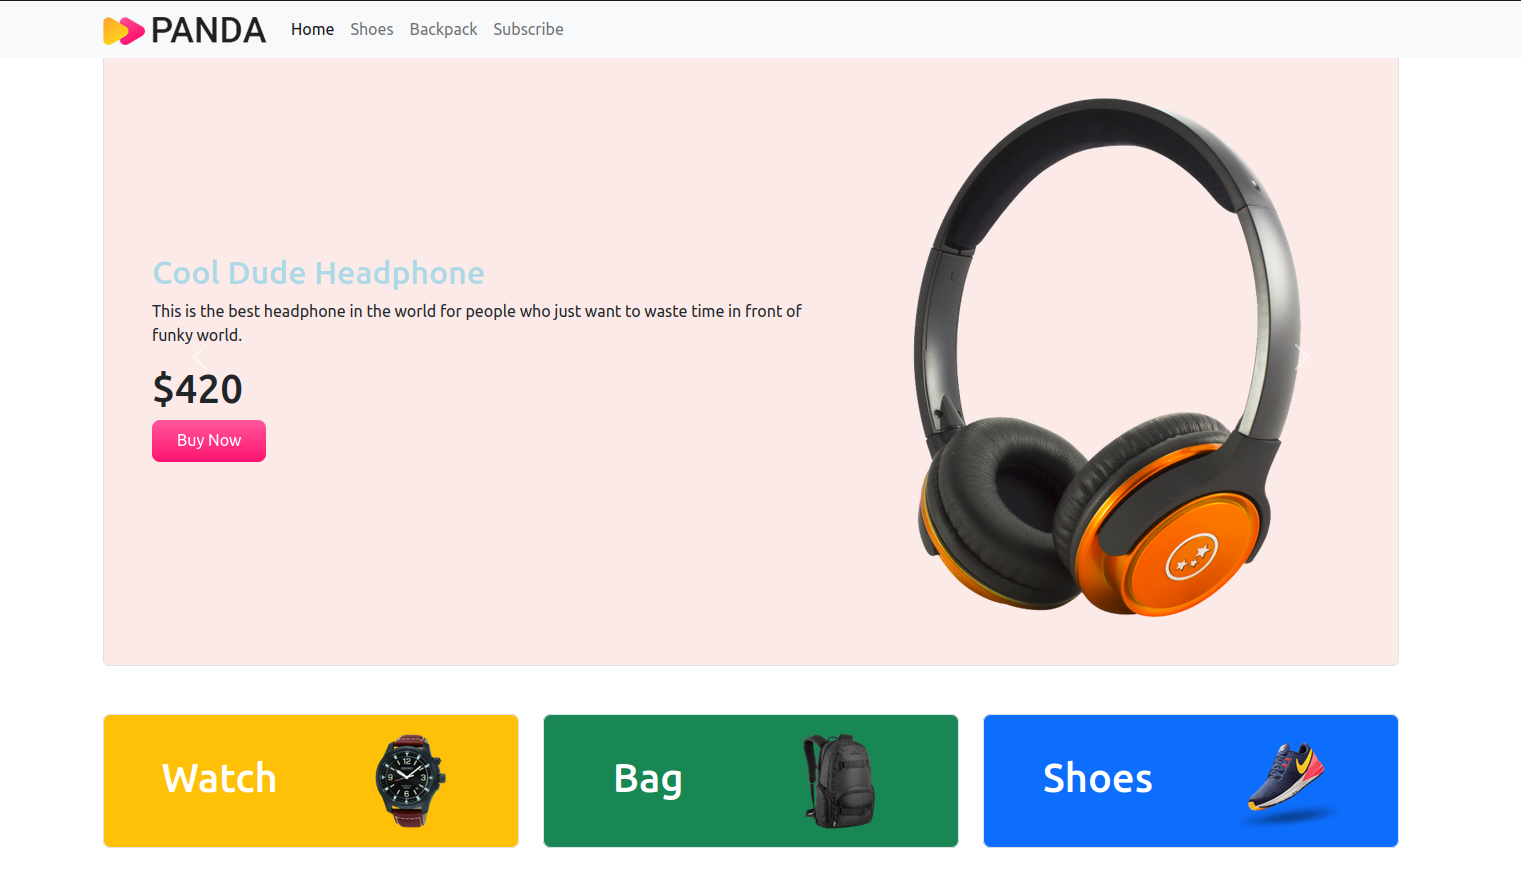 PANDA Home Shoes Backpack Subscribe
Cool Dude Headphone
This is the best headphone in the world for people who just want to waste time in front of
funky world.
$420
Buy Now
Watch Bag Shoes